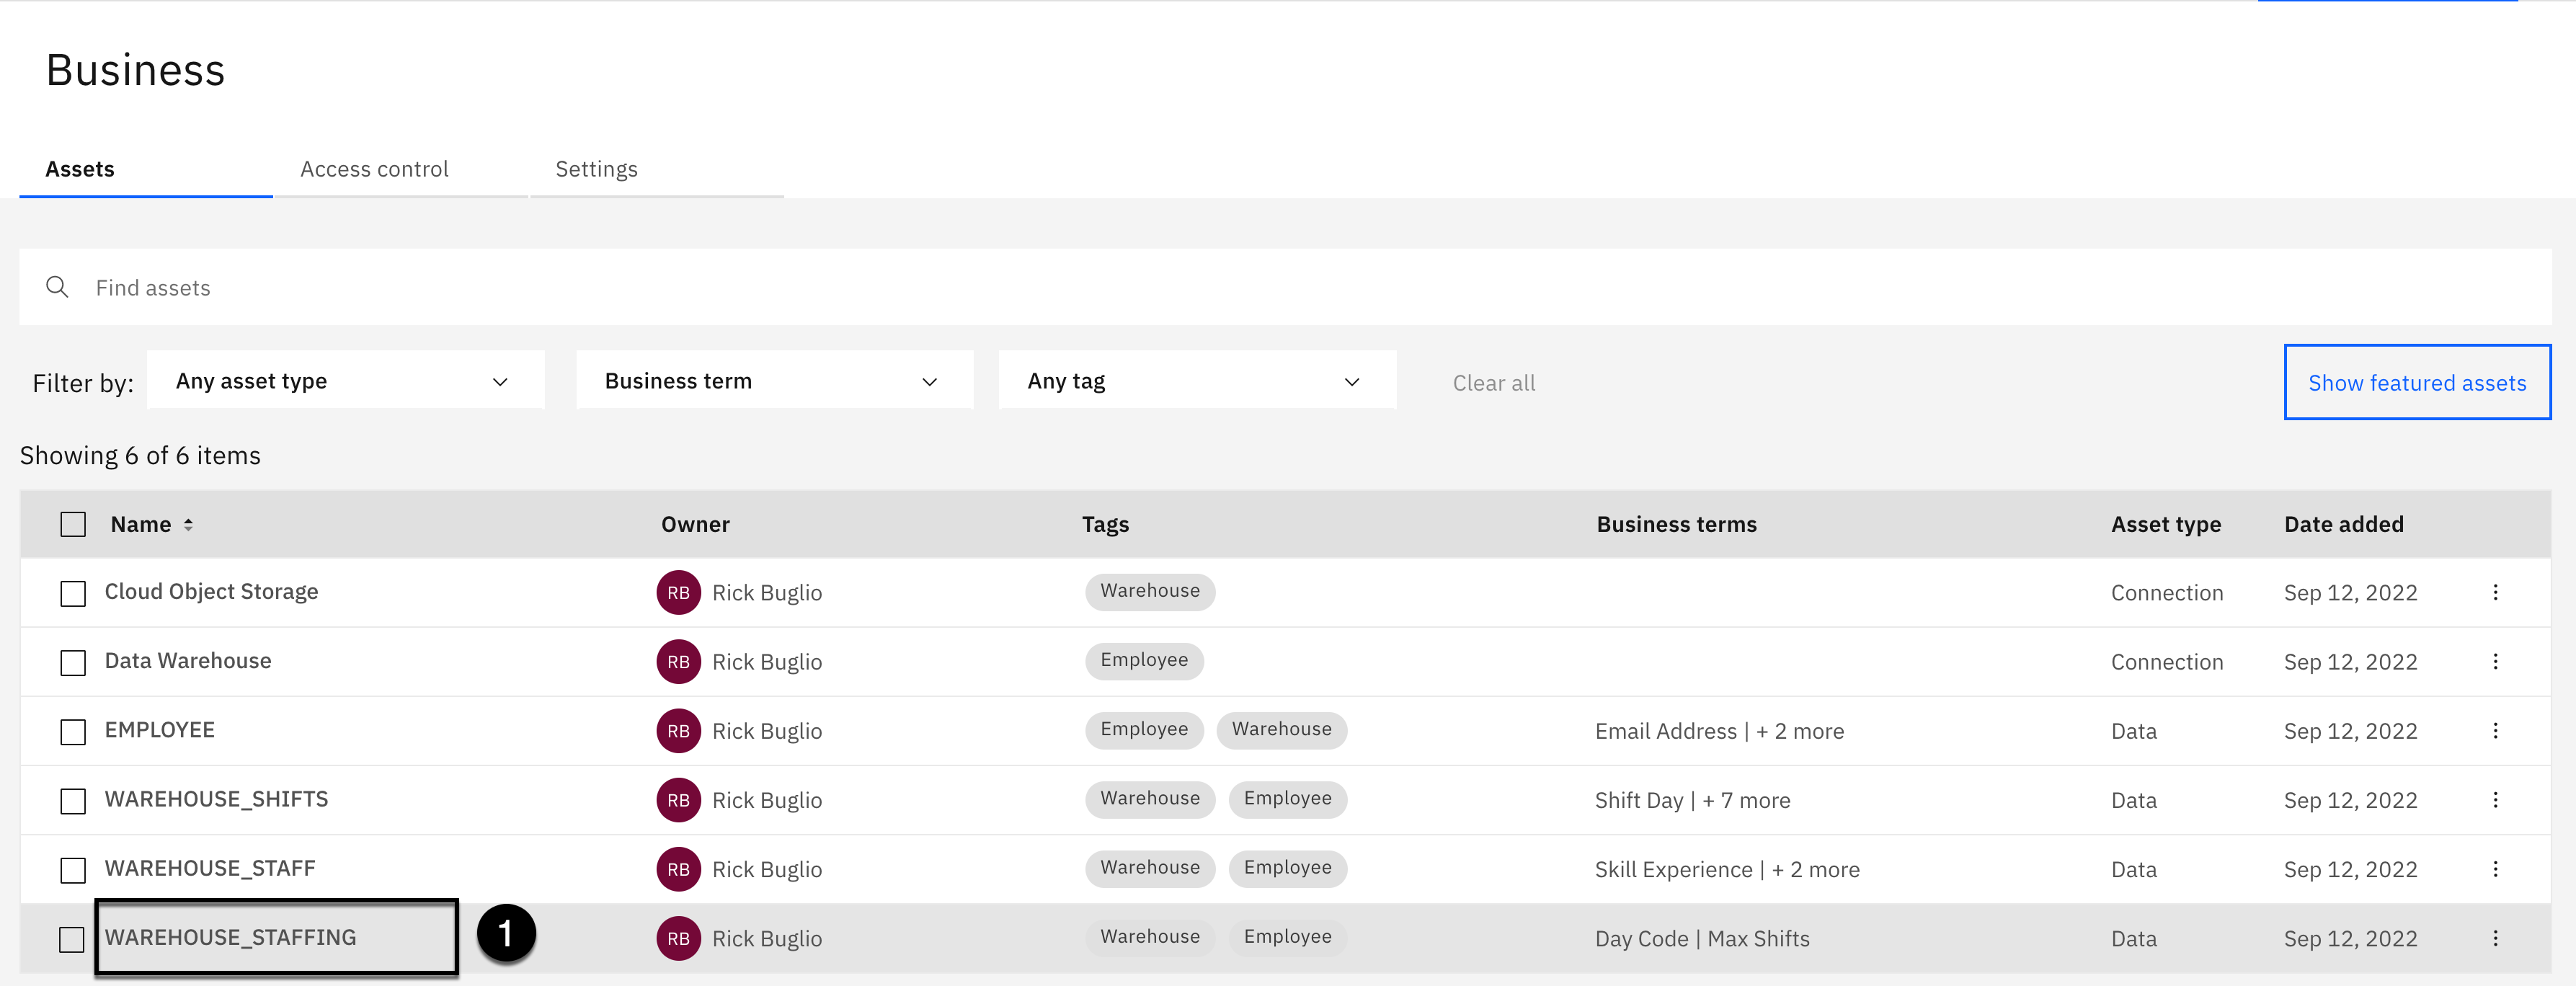 Business
Assets Access control Settings
Find assets
Filter by: Any asset type Business term Any tag Clear all Show featured assets
Showing 6 of 6 items
Name Owner Tags Business terms Asset type Date added
Cloud Object Storage RB Rick Buglio Warehouse Connection Sep 12, 2022
Data Warehouse RB Rick Buglio Employee Connection Sep 12, 2022
EMPLOYEE RB Rick Buglio Employee Warehouse Email Address | + 2 more Data Sep 12, 2022
WAREHOUSE_SHIFTS RB Rick Buglio Warehouse Employee Shift Day | + 7 more Data Sep 12, 2022
WAREHOUSE_STAFF RB Rick Buglio Warehouse Employee Skill Experience | + 2 more Data Sep 12, 2022
WAREHOUSE_STAFFING 1 RB Rick Buglio Warehouse Employee Day Code | Max Shifts Data Sep 12, 2022